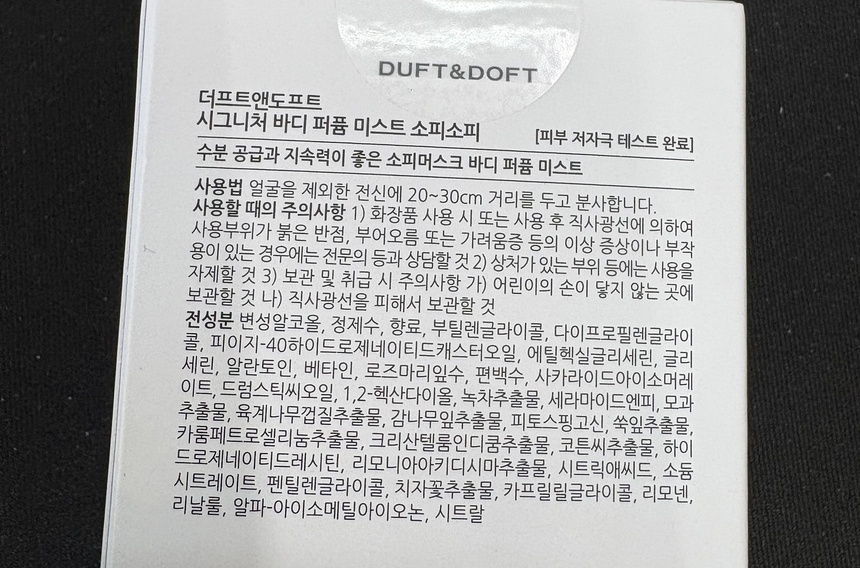 DUFT&DOFT
더프트앤도프트
시그니처 바디 퍼퓸 미스트 소피소피 [피부 저자극 테스트 완료]
수분 공급과 지속력이 좋은 소피머스크 바디 퍼퓸 미스트
사용법 얼굴을 제외한 전신에 20~30cm 거리를 두고 분사합니다.
사용할 때의 주의사항 1) 화장품 사용 시 또는 사용 후 직사광선에 의하여
사용부위가 붉은 반점, 부어오름 또는 가려움증 등의 이상 증상이나 부작
용이 있는 경우에는 전문의 등과 상담할 것 2) 상처가 있는 부위 등에는 사용을
자제할 것 3) 보관 및 취급 시 주의사항 가) 어린이의 손이 닿지 않는 곳에
보관할 것 나) 직사광선을 피해서 보관할 것
전성분 변성알코올, 정제수, 향료, 부틸렌글라이콜, 다이프로필렌글라이
콜, 피이지-40하이드로제네이티드캐스터오일, 에틸헥실글리세린, 글리
세린, 알란토인, 베타인, 로즈마리잎수, 편백수, 사카라이드아이소머레
이트, 드럼스틱씨오일, 1,2-헥산다이올, 녹차추출물, 세라마이드엔피, 모과
추출물, 육계나무껍질추출물, 감나무잎추출물, 피토스핑고신, 쑥잎추출물,
카룸페트로셀리눔추출물, 크리산텔룸인디쿰추출물, 코튼씨추출물, 하이
드로제네이티드레시틴, 리모니아아키디시마추출물, 시트릭애씨드, 소듐
시트레이트, 펜틸렌글라이콜, 치자꽃추출물, 카프릴릴글라이콜, 리모넨,
리날룰, 알파-아이소메틸아이오논, 시트랄